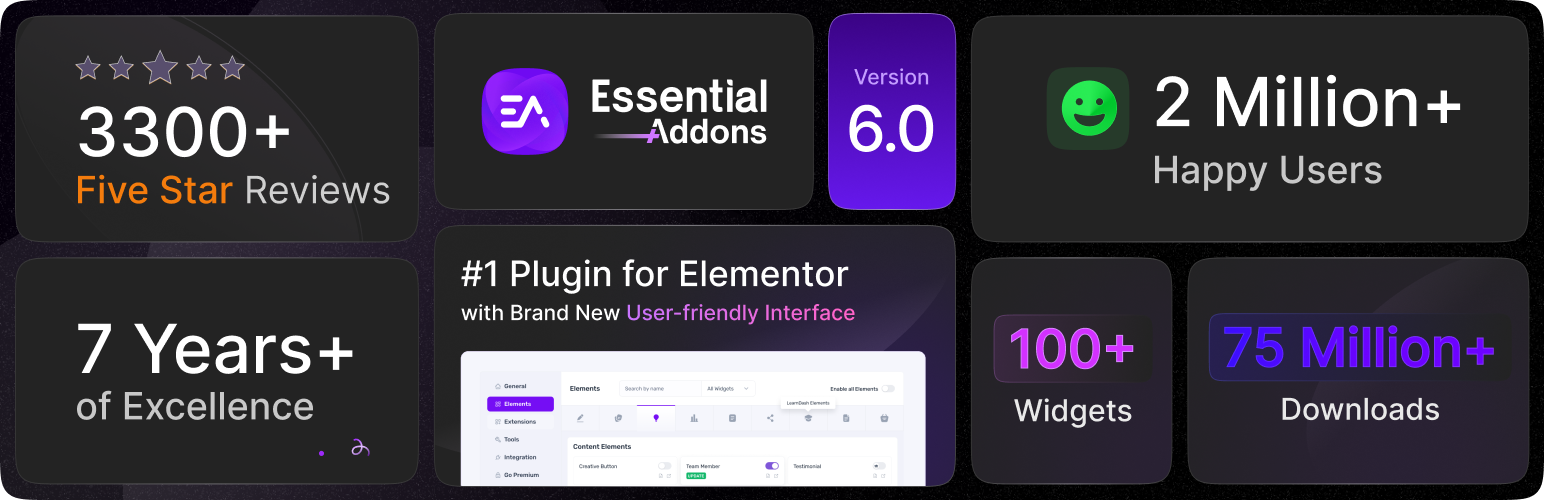 3300+
Five Star Reviews
7 Years+
of Excellence
EA
Essential
Addons
Version
6.0
#1 Plugin for Elementor
with Brand New User-friendly Interface
General
Elements
Extensions
Tools
Integration
Go Premium
Elements
Search by name
All Widgets
Enable all Elements
LearnDash Elements
Content Elements
Creative Button
Team Member
UPDATE
Testimonial
2 Million+
Happy Users
100+
Widgets
75 Million+
Downloads